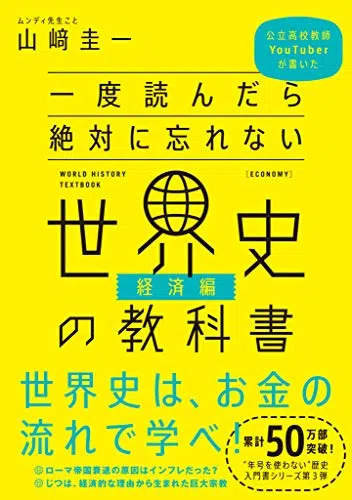 ムンディ先生こと
山﨑圭一
公立高校教師
YouTuber
が書いた
一度読んだら
絶対に忘れない
WORLD HISTORY
TEXTBOOK
［ECONOMY］
世界史
経済編
の教科書
世界史は、お金の
流れで学べ!
累計50万部突破!
"年号を使わない"歴史
入門書シリーズ第3弾
ローマ帝国衰退の原因はインフレだった?
じつは、経済的な理由から生まれた巨大宗教